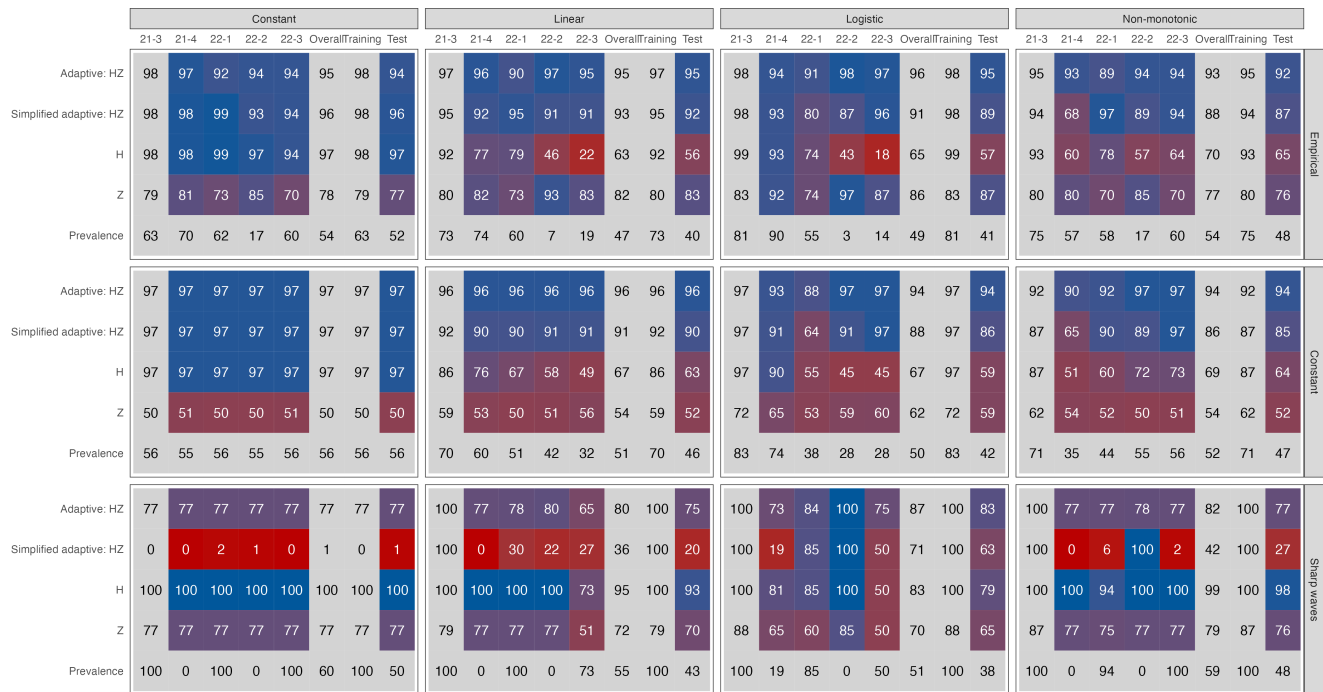 Constant Linear Logistic Non-monotonic
21-3 21-4 22-1 22-2 22-3 Overall Training Test 21-3 21-4 22-1 22-2 22-3 Overall Training Test 21-3 21-4 22-1 22-2 22-3 Overall Training Test 21-3 21-4 22-1 22-2 22-3 Overall Training Test
Adaptive: HZ 98 97 92 94 94 95 98 94 97 96 90 97 95 95 97 95 98 94 91 98 97 96 98 95 95 93 89 94 94 93 95 92
Simplified adaptive: HZ 98 98 99 93 94 96 98 96 95 92 95 91 91 93 95 92 98 93 80 87 96 91 98 89 94 68 97 89 94 88 94 87
H 98 98 99 97 94 97 98 97 92 77 79 46 22 63 92 56 99 93 74 43 18 65 99 57 93 60 78 57 64 70 93 65
Z 79 81 73 85 70 78 79 77 80 82 73 93 83 82 80 83 83 92 74 97 87 86 83 87 80 80 70 85 70 77 80 76
Prevalence 63 70 62 17 60 54 63 52 73 74 60 7 19 47 73 40 81 90 55 3 14 49 81 41 75 57 58 17 60 54 75 48
Empirical
Adaptive: HZ 97 97 97 97 97 97 97 97 96 96 96 96 96 96 96 96 97 93 88 97 97 94 97 94 92 90 92 97 97 94 92 94
Simplified adaptive: HZ 97 97 97 97 97 97 97 97 92 90 90 91 91 91 92 90 97 91 64 91 97 88 97 86 87 65 90 89 97 86 87 85
H 97 97 97 97 97 97 97 97 86 76 67 58 49 67 86 63 97 90 55 45 45 67 97 59 87 51 60 72 73 69 87 64
Z 50 51 50 50 51 50 50 50 59 53 50 51 56 54 59 52 72 65 53 59 60 62 72 59 62 54 52 50 51 54 62 52
Prevalence 56 55 56 55 56 56 56 56 70 60 51 42 32 51 70 46 83 74 38 28 28 50 83 42 71 35 44 55 56 52 71 47
Constant
Adaptive: HZ 77 77 77 77 77 77 77 77 100 77 78 80 65 80 100 75 100 73 84 100 75 87 100 83 100 77 77 78 77 82 100 77
Simplified adaptive: HZ 0 0 2 1 0 1 0 1 100 0 30 22 27 36 100 20 100 19 85 100 50 71 100 63 100 0 6 100 2 42 100 27
H 100 100 100 100 100 100 100 100 100 100 100 100 73 95 100 93 100 81 85 100 50 83 100 79 100 100 94 100 100 99 100 98
Z 77 77 77 77 77 77 77 77 79 77 77 77 51 72 79 70 88 65 60 85 50 70 88 65 87 77 75 77 77 79 87 76
Prevalence 100 0 100 0 100 60 100 50 100 0 100 0 73 55 100 43 100 19 85 0 50 51 100 38 100 0 94 0 100 59 100 48
Sharp waves